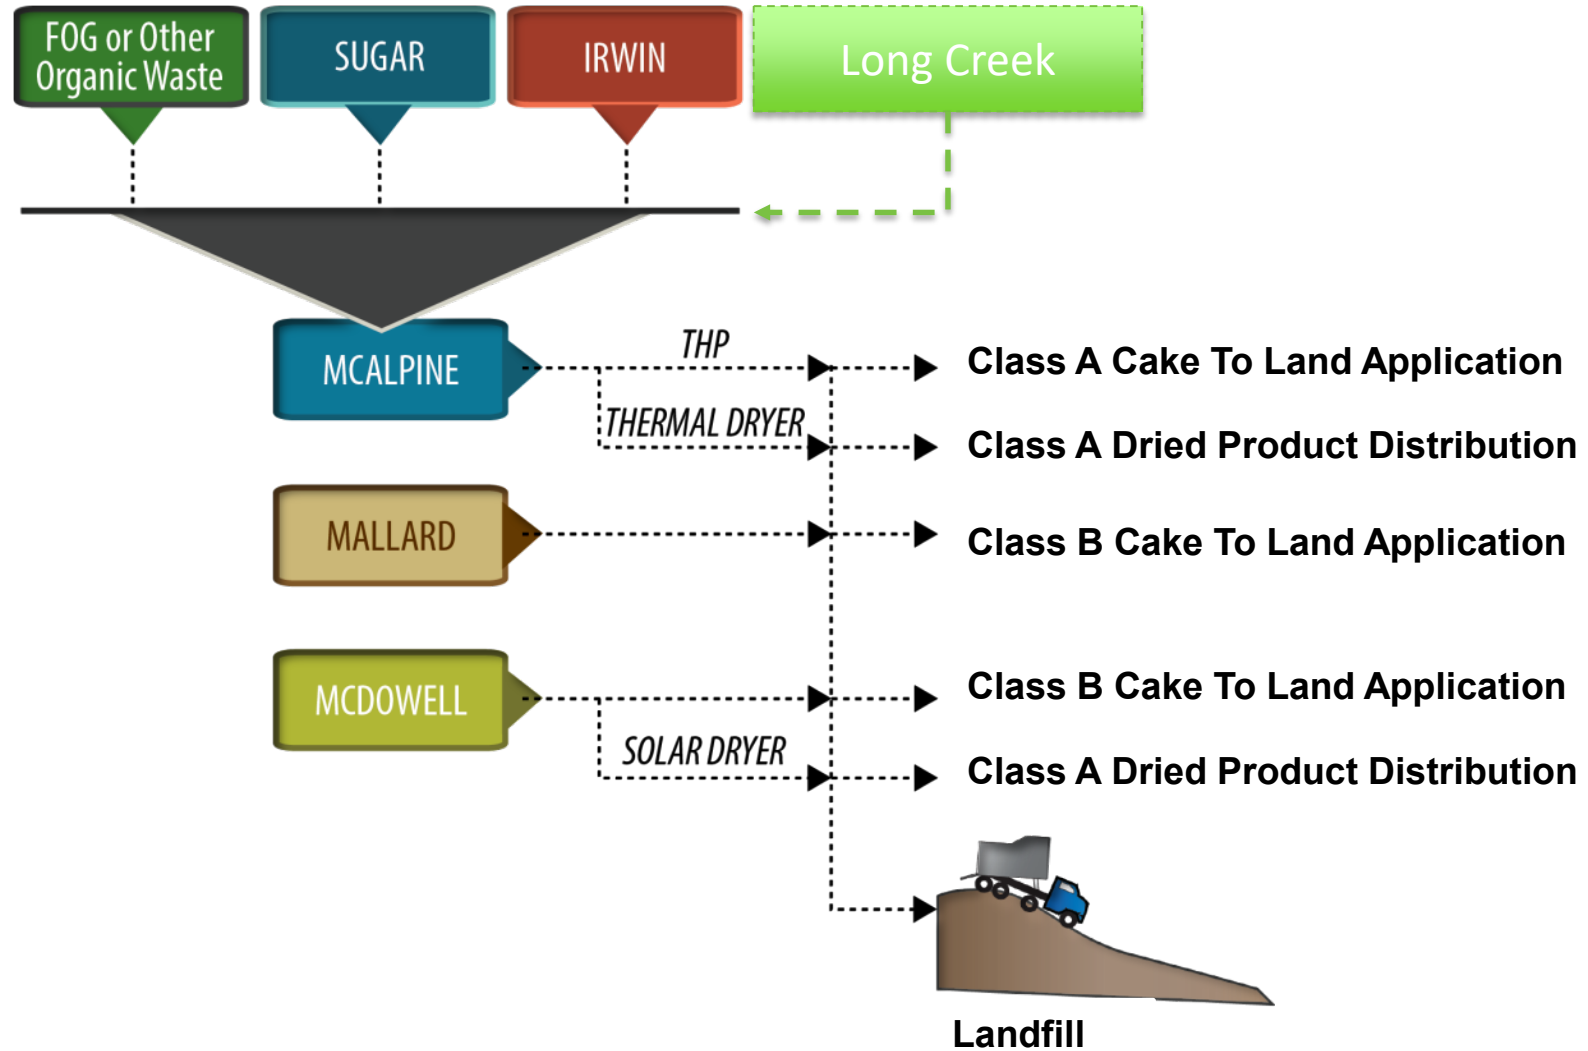 FOG or Other
Organic Waste
SUGAR
IRWIN
Long Creek
MCALPINE
THP
Class A Cake To Land Application
THERMAL DRYER
Class A Dried Product Distribution
MALLARD
Class B Cake To Land Application
MCDOWELL
Class B Cake To Land Application
SOLAR DRYER
Class A Dried Product Distribution
Landfill